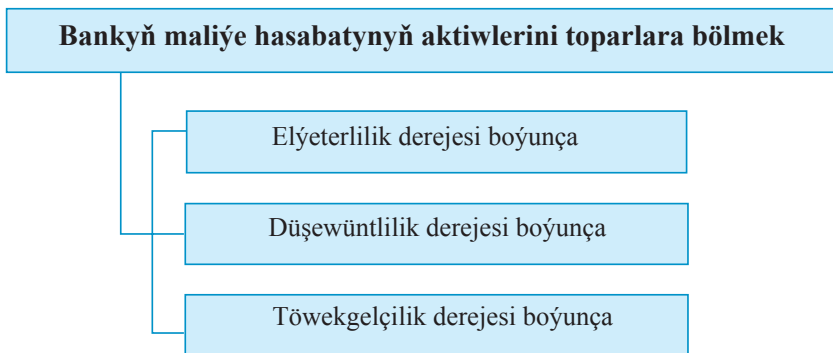 Bankyň maliýe hasabatynyň aktiwlerini toparlara bölmek
Elýeterlilik derejesi boýunça
Düşewüntlilik derejesi boýunça
Töwekgelçilik derejesi boýunça